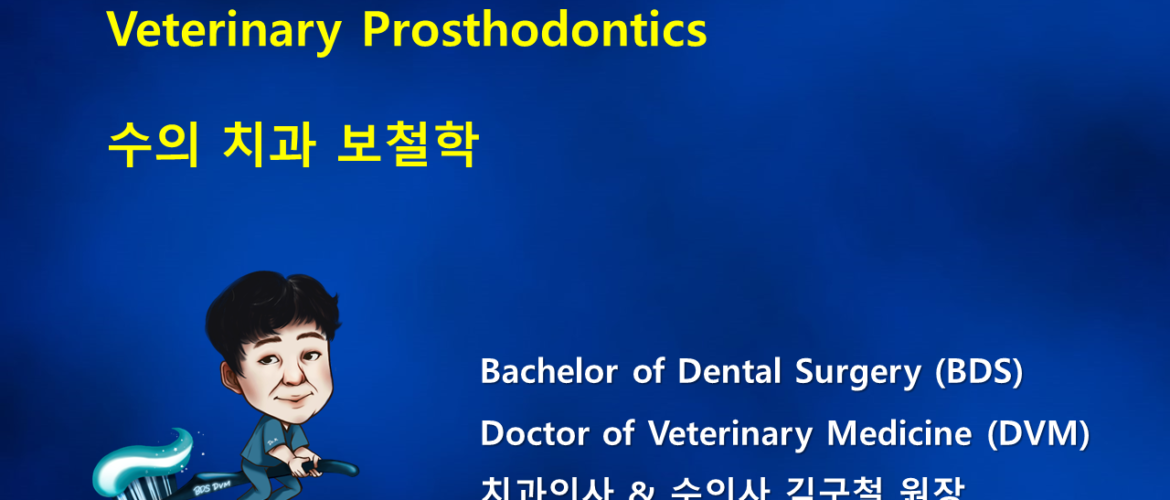 Veterinary Prosthodontics
수의 치과 보철학
Bachelor of Dental Surgery (BDS)
Doctor of Veterinary Medicine (DVM)
치과의사 & 수의사 김구철 원장
BDS DVM